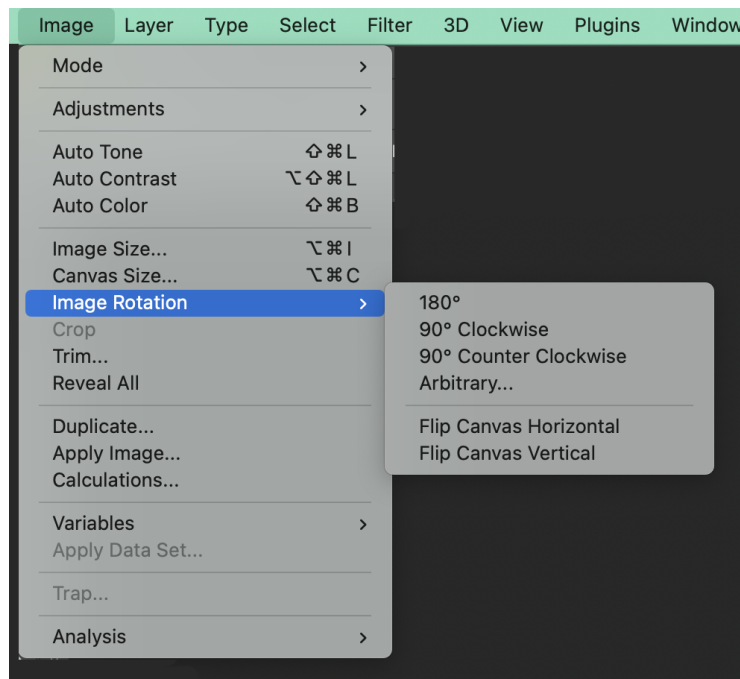 Image Layer Type Select Filter 3D View Plugins Window
Mode >
Adjustments >
Auto Tone ⇧⌘L
Auto Contrast ⌥⇧⌘L
Auto Color ⇧⌘B
Image Size... ⌥⌘I
Canvas Size... ⌥⌘C
Image Rotation >
Crop
Trim...
Reveal All
Duplicate...
Apply Image...
Calculations...
Variables >
Apply Data Set...
Trap...
Analysis >
180°
90° Clockwise
90° Counter Clockwise
Arbitrary...
Flip Canvas Horizontal
Flip Canvas Vertical